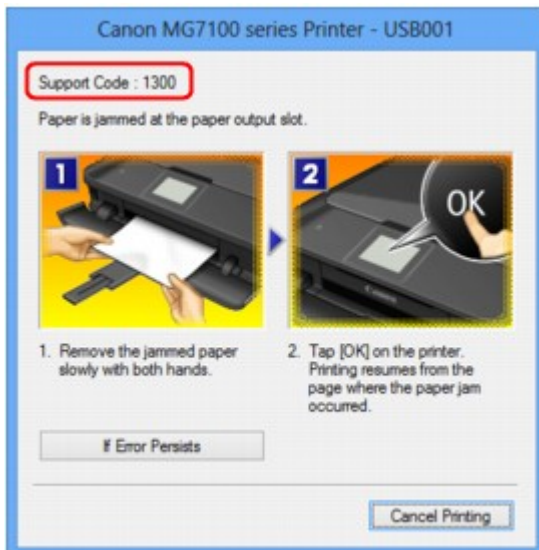 Canon MG7100 series Printer - USB001
Support Code : 1300
Paper is jammed at the paper output slot.
1
2
OK
Canon
1. Remove the jammed paper
slowly with both hands.
2. Tap [OK] on the printer.
Printing resumes from the
page where the paper jam
occurred.
If Error Persists
Cancel Printing